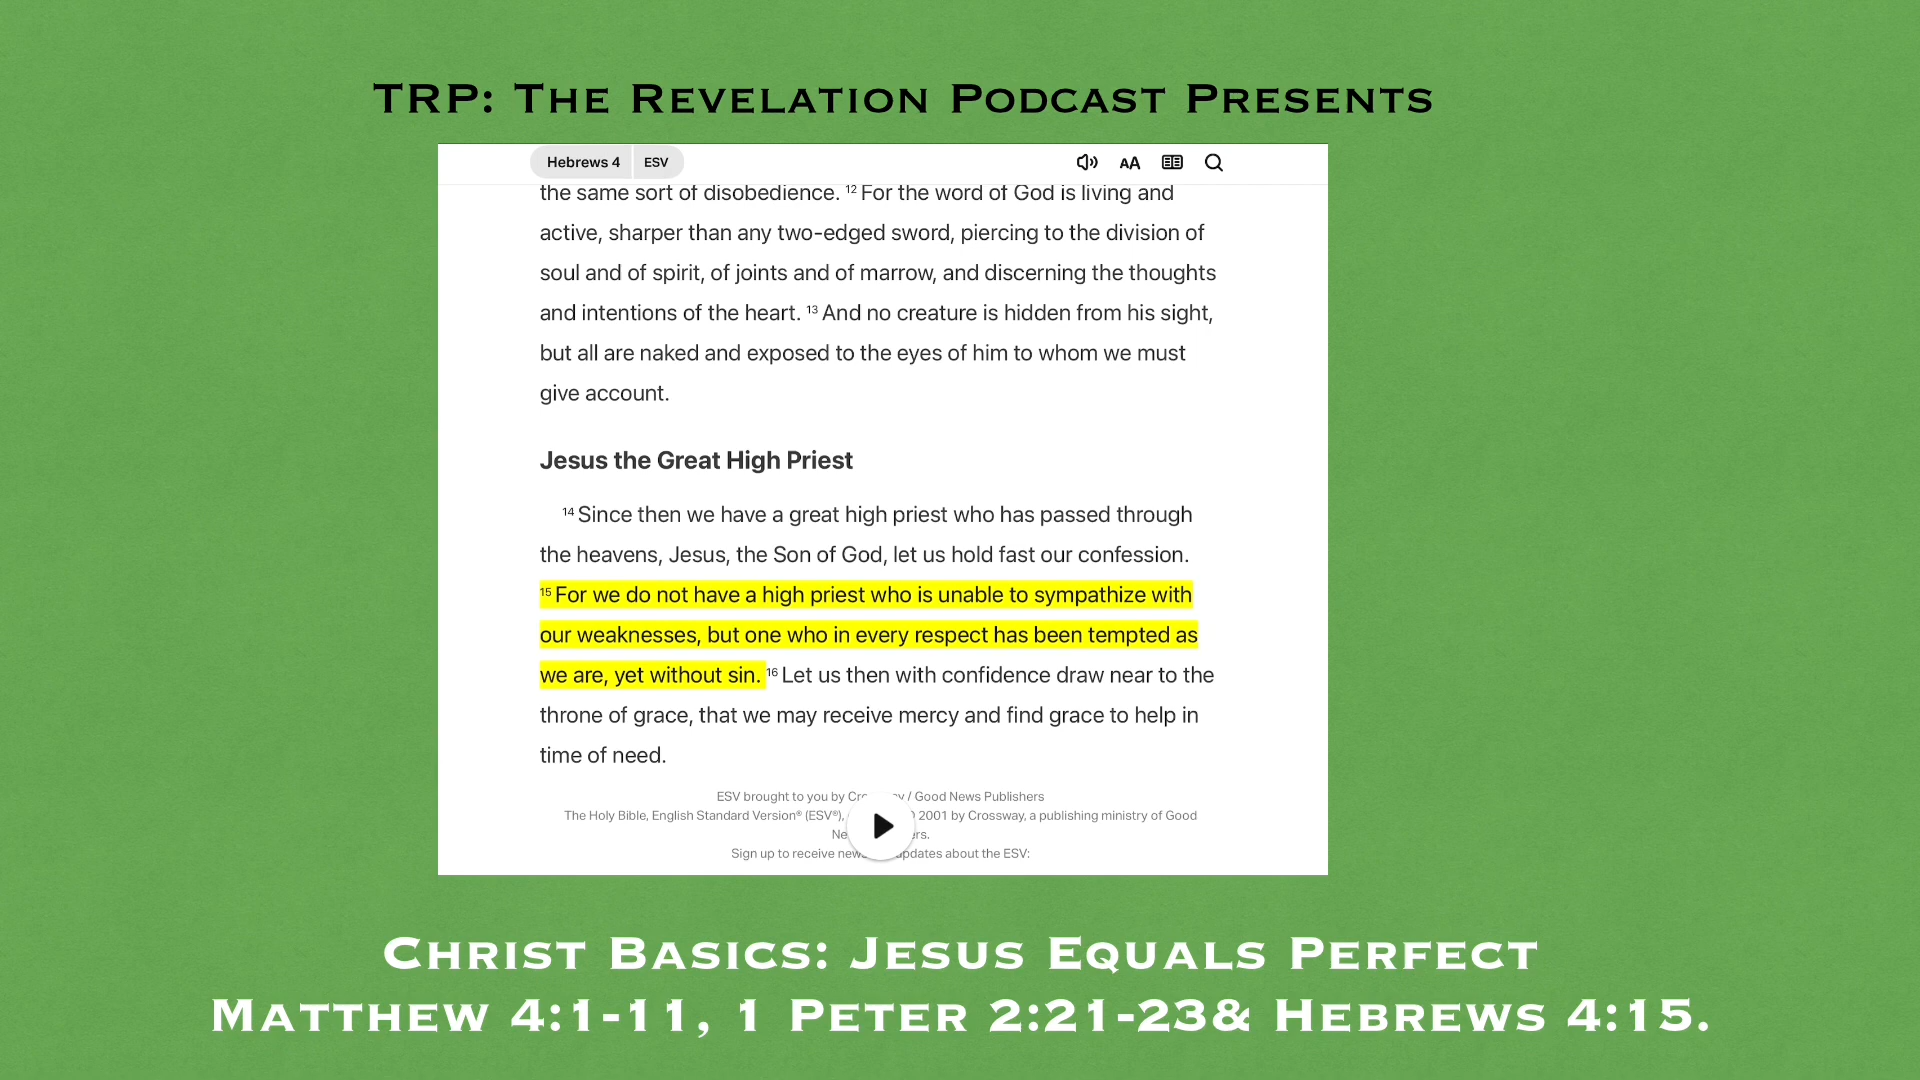 TRP: The Revelation Podcast Presents
Hebrews 4 ESV AA
the same sort of disobedience. 12 For the word of God is living and
active, sharper than any two-edged sword, piercing to the division of
soul and of spirit, of joints and of marrow, and discerning the thoughts
and intentions of the heart. 13 And no creature is hidden from his sight,
but all are naked and exposed to the eyes of him to whom we must
give account.
Jesus the Great High Priest
14 Since then we have a great high priest who has passed through
the heavens, Jesus, the Son of God, let us hold fast our confession.
15 For we do not have a high priest who is unable to sympathize with
our weaknesses, but one who in every respect has been tempted as
we are, yet without sin. 16 Let us then with confidence draw near to the
throne of grace, that we may receive mercy and find grace to help in
time of need.
ESV brought to you by / Good News Publishers
The Holy Bible, English Standard Version® (ESV®), 2001 by Crossway, a publishing ministry of Good
Sign up to receive updates about the ESV:
Christ Basics: Jesus Equals Perfect
Matthew 4:1-11, 1 Peter 2:21-23& Hebrews 4:15.